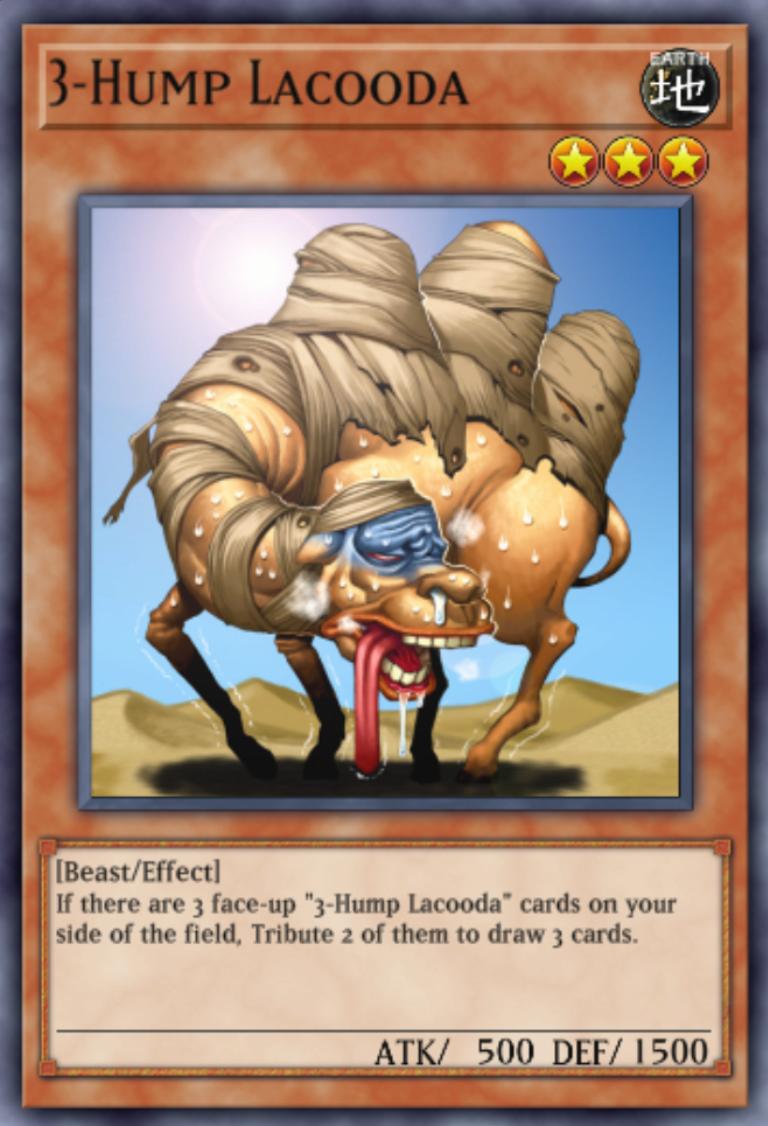 3-Hump Lacooda
EARTH
地
[Beast/Effect]
If there are 3 face-up "3-Hump Lacooda" cards on your
side of the field, Tribute 2 of them to draw 3 cards.
ATK/ 500 DEF/ 1500